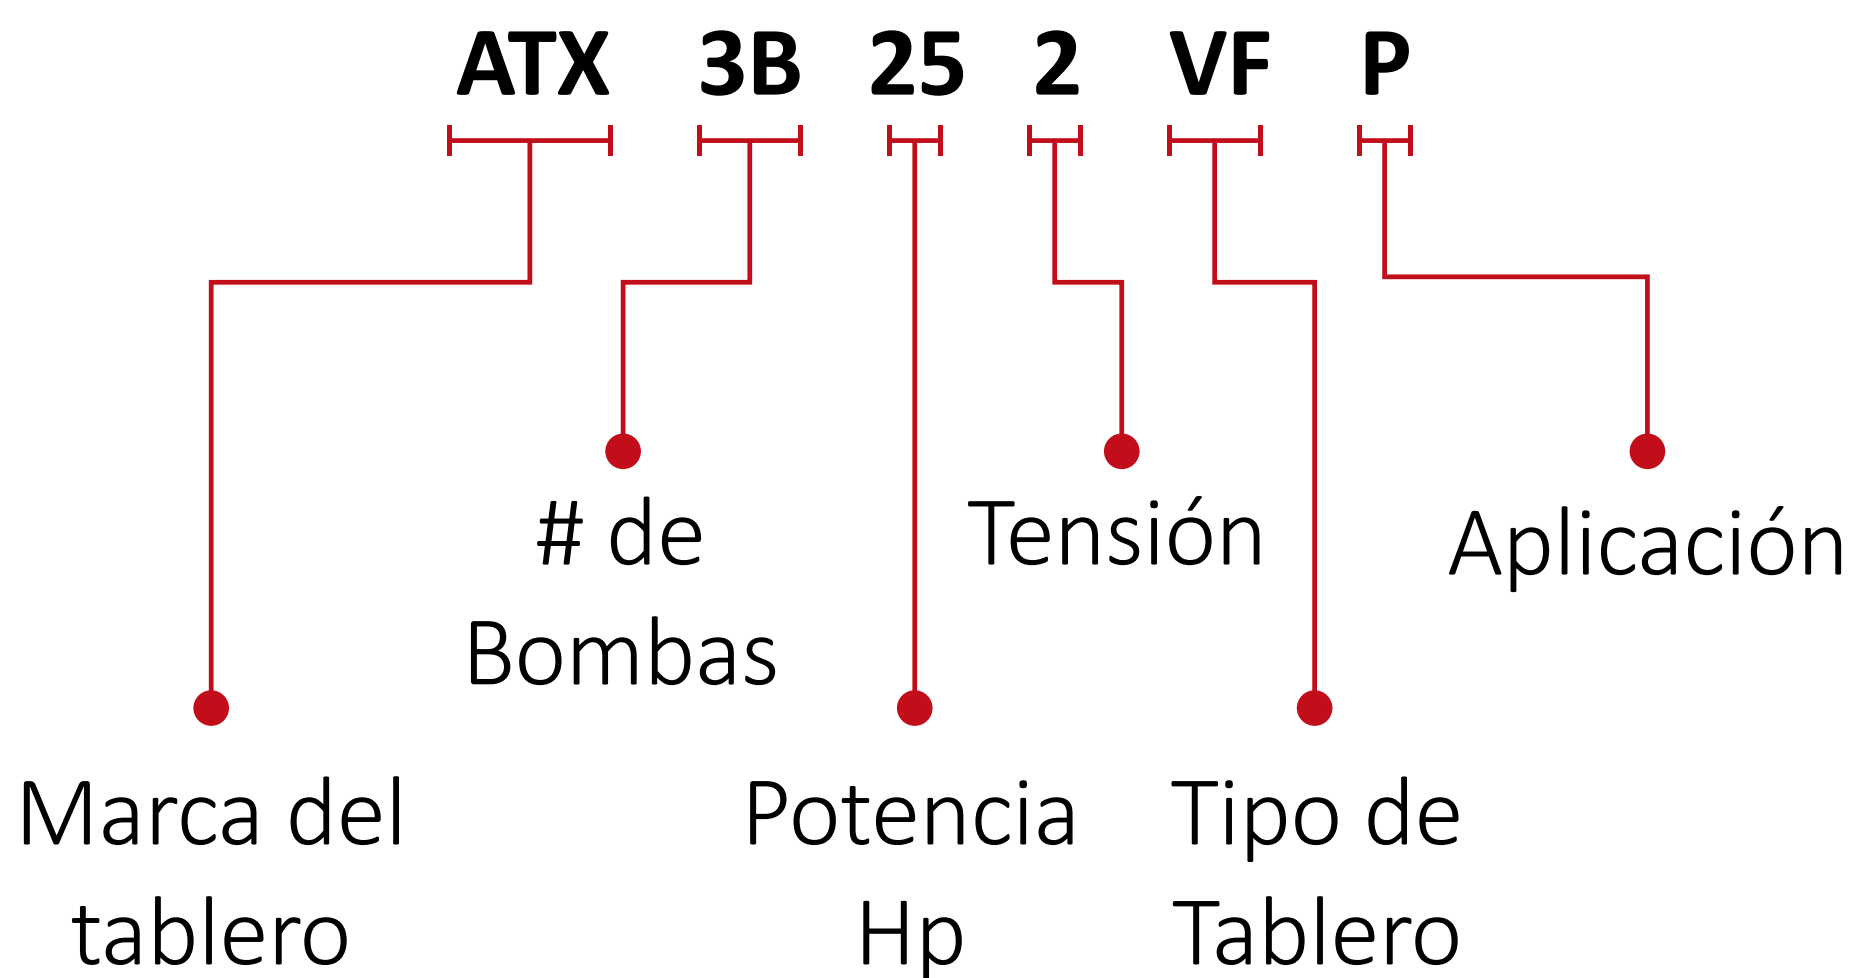 ATX 3B 25 2 VF P
# de
Bombas
Tensión
Aplicación
Marca del
tablero
Potencia
Hp
Tipo de
Tablero